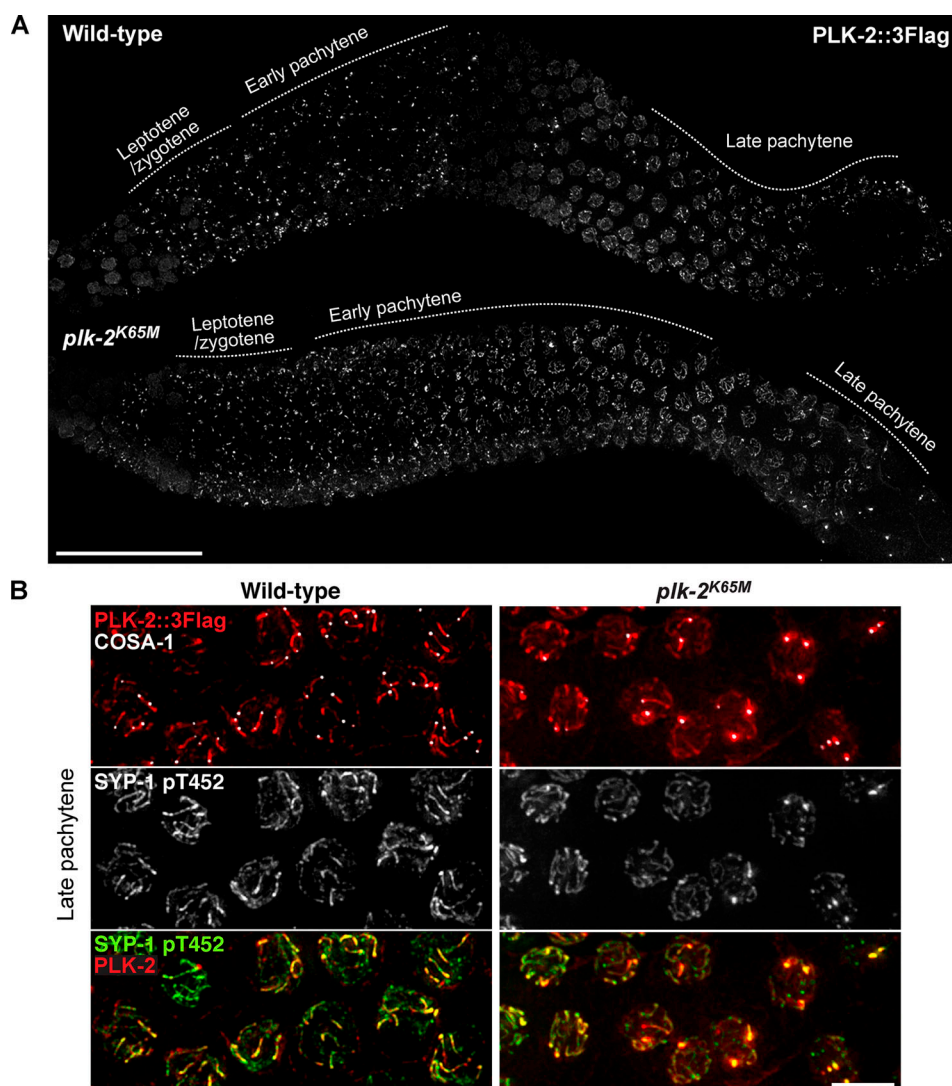 A
Wild-type
PLK-2::3Flag
Leptotene
/zygotene
Early pachytene
Late pachytene
plk-2K65M
Leptotene
/zygotene
Early pachytene
Late pachytene
B
Wild-type
plk-2K65M
Late pachytene
PLK-2::3Flag
COSA-1
SYP-1 pT452
SYP-1 pT452
PLK-2